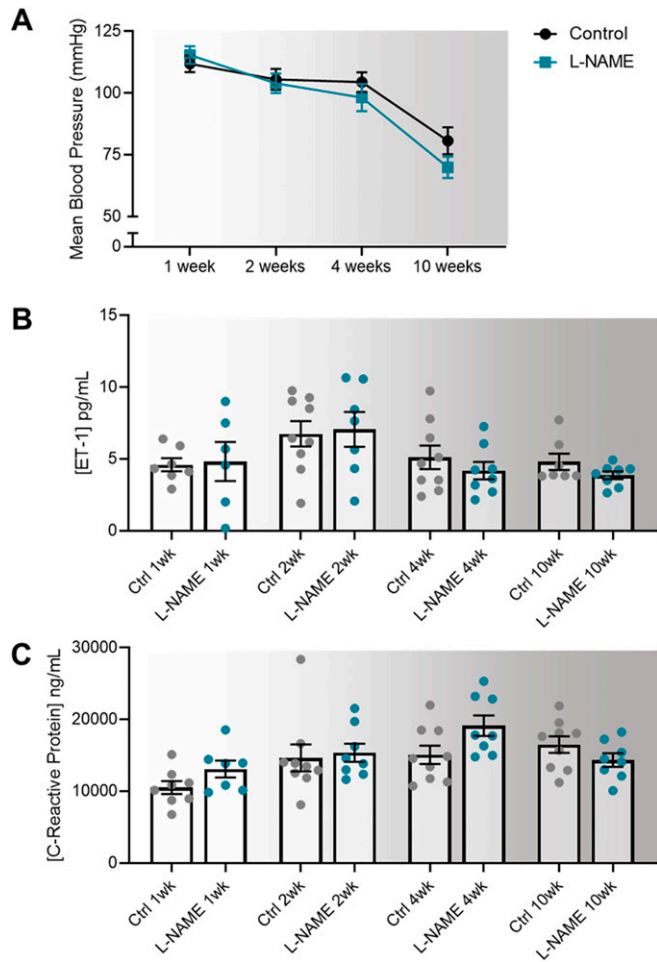 A
Mean Blood Pressure (mmHg)
125
100
75
50
0
1 week 2 weeks 4 weeks 10 weeks
Control
L-NAME
B
[ET-1] pg/mL
15
10
5
0
Ctrl 1wk
L-NAME 1wk
Ctrl 2wk
L-NAME 2wk
Ctrl 4wk
L-NAME 4wk
Ctrl 10wk
L-NAME 10wk
C
[C-Reactive Protein] ng/mL
30000
20000
10000
0
Ctrl 1wk
L-NAME 1wk
Ctrl 2wk
L-NAME 2wk
Ctrl 4wk
L-NAME 4wk
Ctrl 10wk
L-NAME 10wk